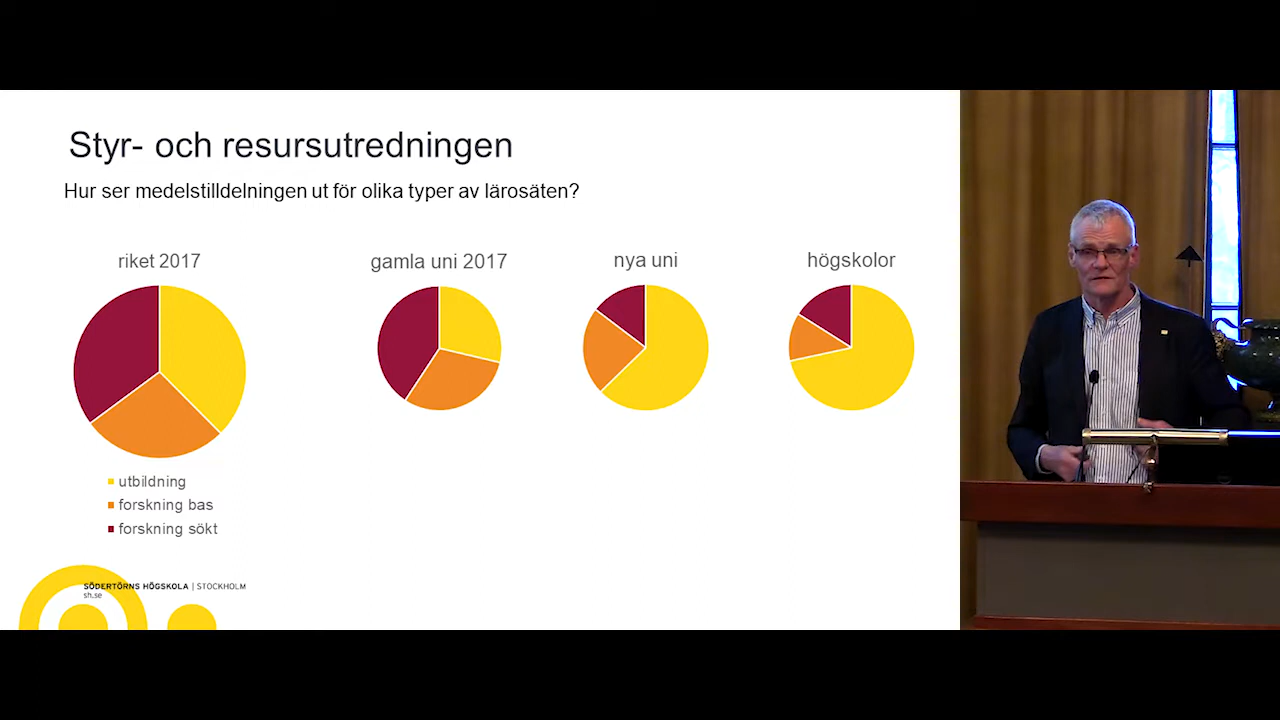 Styr- och resursutredningen
Hur ser medelstilldelningen ut för olika typer av lärosäten?
riket 2017
gamla uni 2017
nya uni
högskolor
utbildning
forskning bas
forskning sökt
SÖDERTÖRNS HÖGSKOLA | STOCKHOLM
sh.se